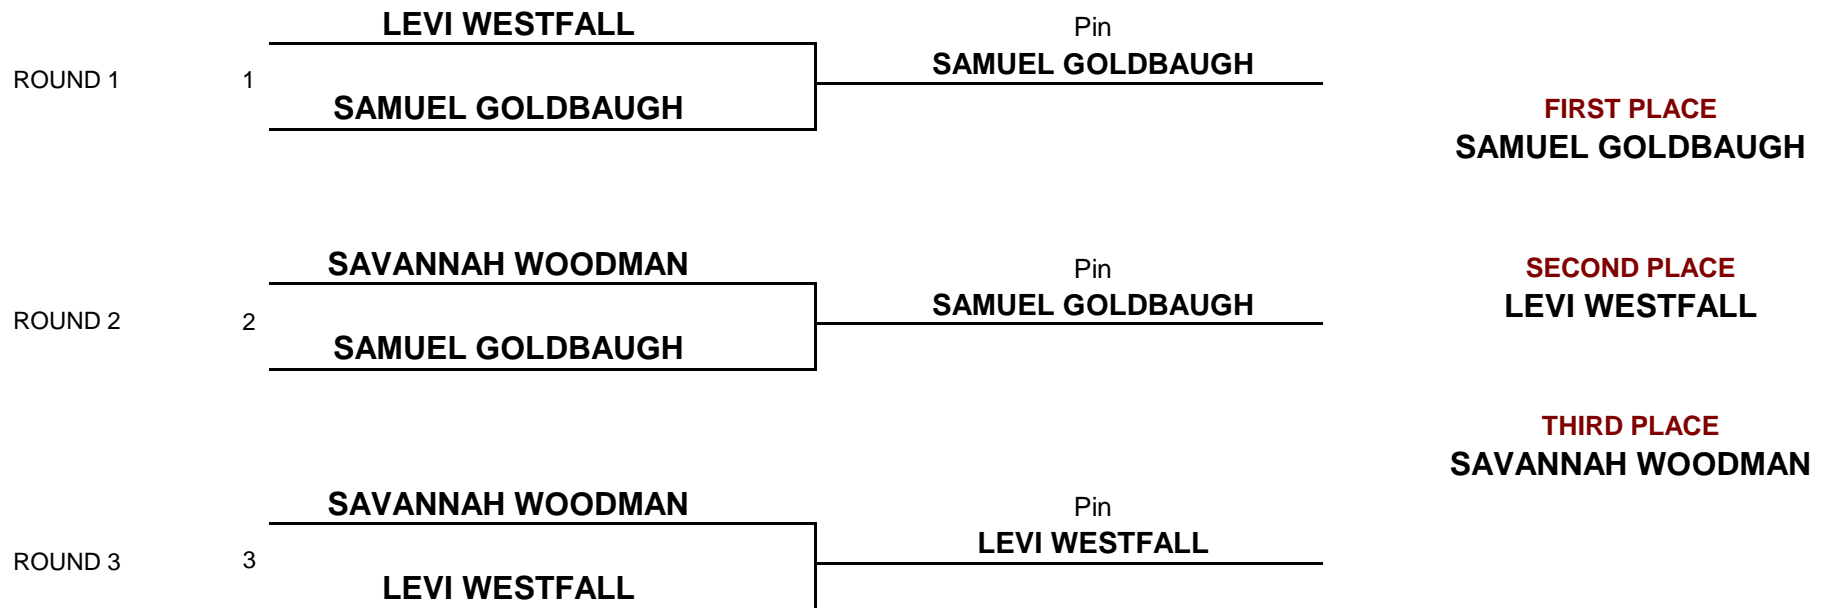 LEVI WESTFALL
Pin
SAMUEL GOLDBAUGH
ROUND 1
1
SAMUEL GOLDBAUGH
FIRST PLACE
SAMUEL GOLDBAUGH
SAVANNAH WOODMAN
Pin
SAMUEL GOLDBAUGH
SECOND PLACE
LEVI WESTFALL
ROUND 2
2
SAMUEL GOLDBAUGH
THIRD PLACE
SAVANNAH WOODMAN
SAVANNAH WOODMAN
Pin
LEVI WESTFALL
ROUND 3
3
LEVI WESTFALL